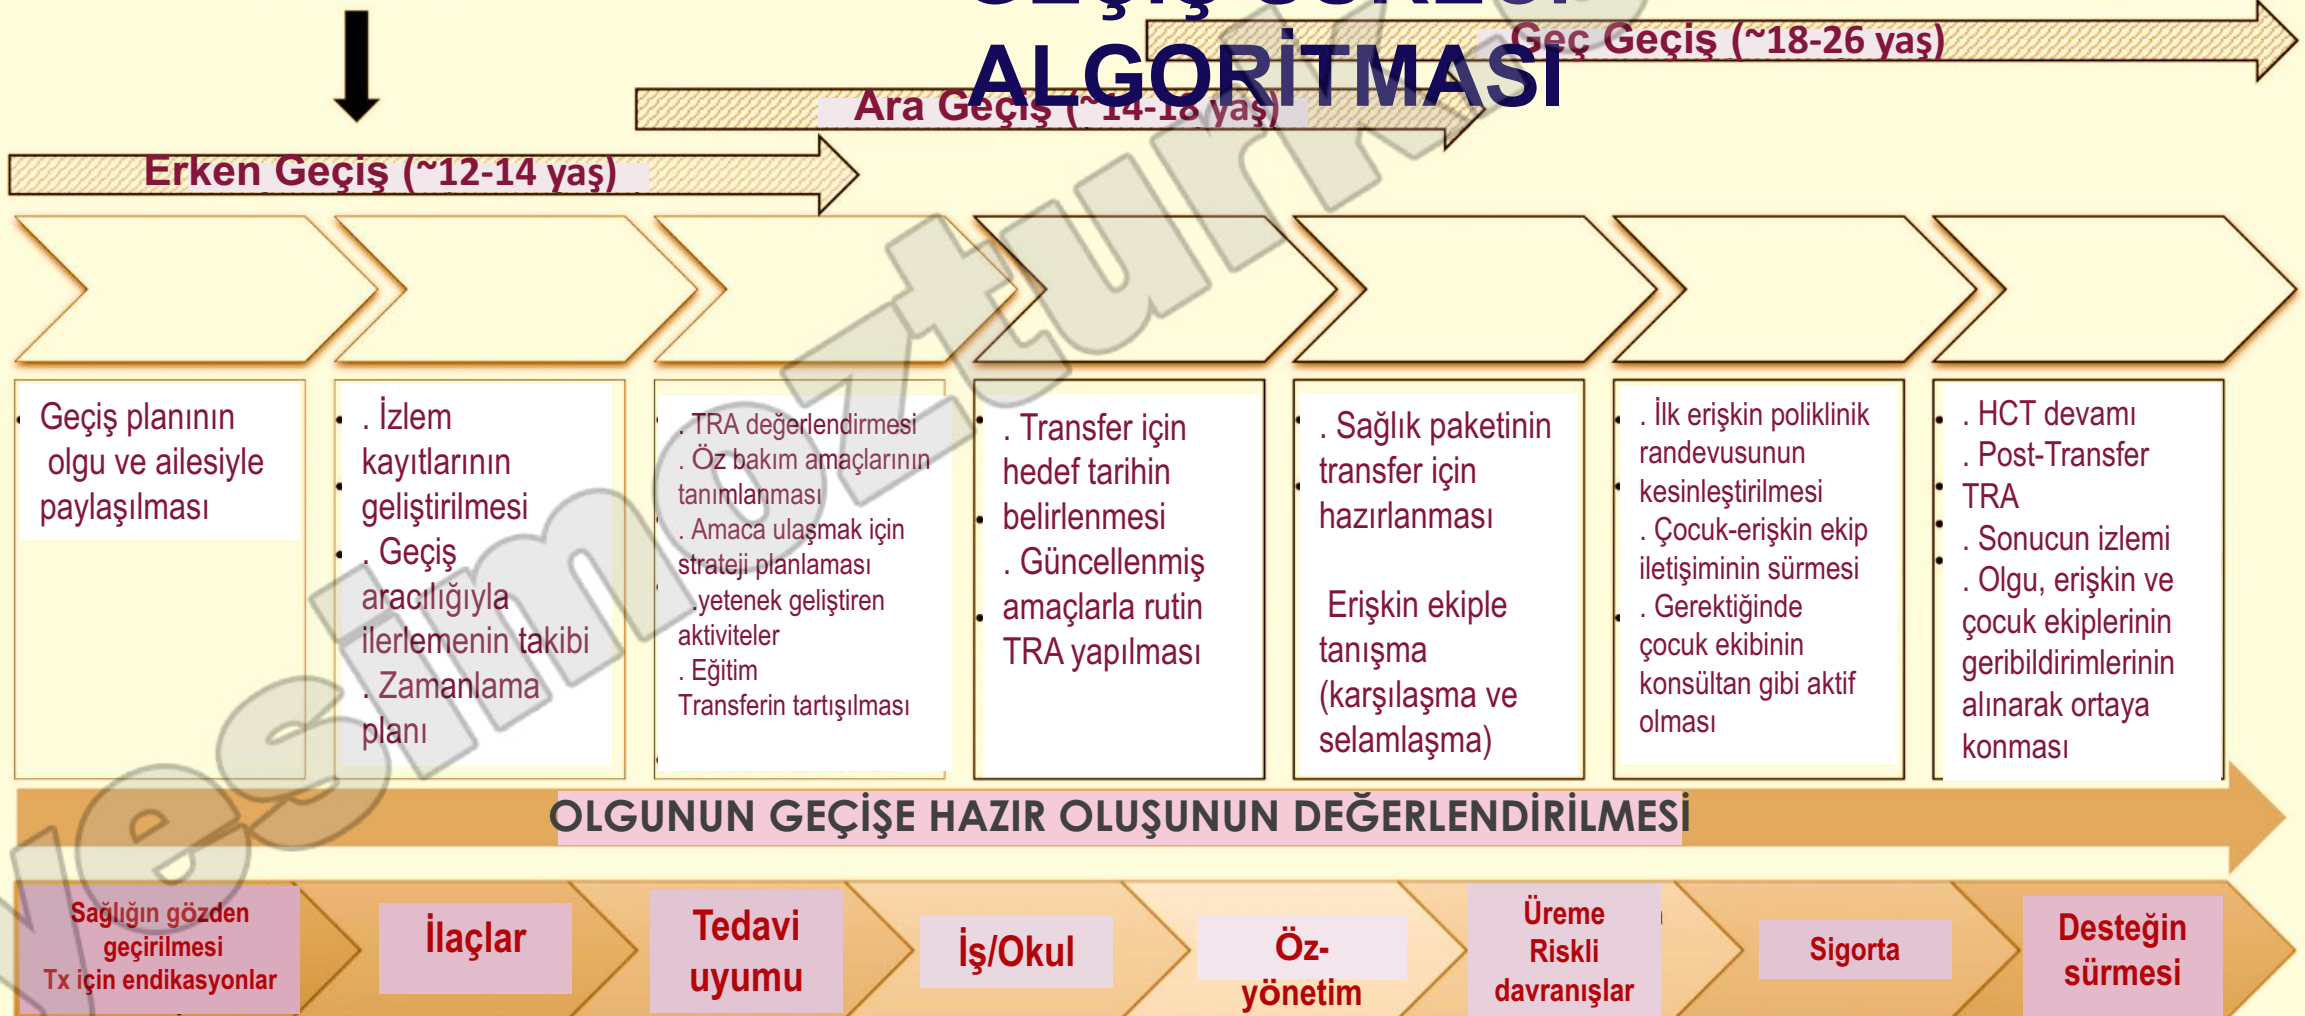 GEÇİŞ SÜRECİ
ALGORİTMASI
Geç Geçiş (~18-26 yaş)
Ara Geçiş (~14-18 yaş)
Erken Geçiş (~12-14 yaş)
Geçiş planının
olgu ve ailesiyle
paylaşılması
. İzlem
kayıtlarının
geliştirilmesi
. Geçiş
aracılığıyla
ilerlemenin takibi
. Zamanlama
planı
. TRA değerlendirmesi
. Öz bakım amaçlarının
tanımlanması
. Amaca ulaşmak için
strateji planlaması
.yetenek geliştiren
aktiviteler
. Eğitim
Transferin tartışılması
. Transfer için
hedef tarihin
belirlenmesi
. Güncellenmiş
amaçlarla rutin
TRA yapılması
. Sağlık paketinin
transfer için
hazırlanması
Erişkin ekiple
tanışma
(karşılaşma ve
selamlaşma)
. İlk erişkin poliklinik
randevusunun
kesinleştirilmesi
. Çocuk-erişkin ekip
iletişiminin sürmesi
. Gerektiğinde
çocuk ekibinin
konsültan gibi aktif
olması
. HCT devamı
. Post-Transfer
TRA
. Sonucun izlemi
. Olgu, erişkin ve
çocuk ekiplerinin
geribildirimlerinin
alınarak ortaya
konması
OLGUNUN GEÇİŞE HAZIR OLUŞUNUN DEĞERLENDİRİLMESİ
Sağlığın gözden
geçirilmesi
Tx için endikasyonlar
İlaçlar
Tedavi
uyumu
İş/Okul
Öz-
yönetim
Üreme
Riskli
davranışlar
Sigorta
Desteğin
sürmesi
yesimozturk